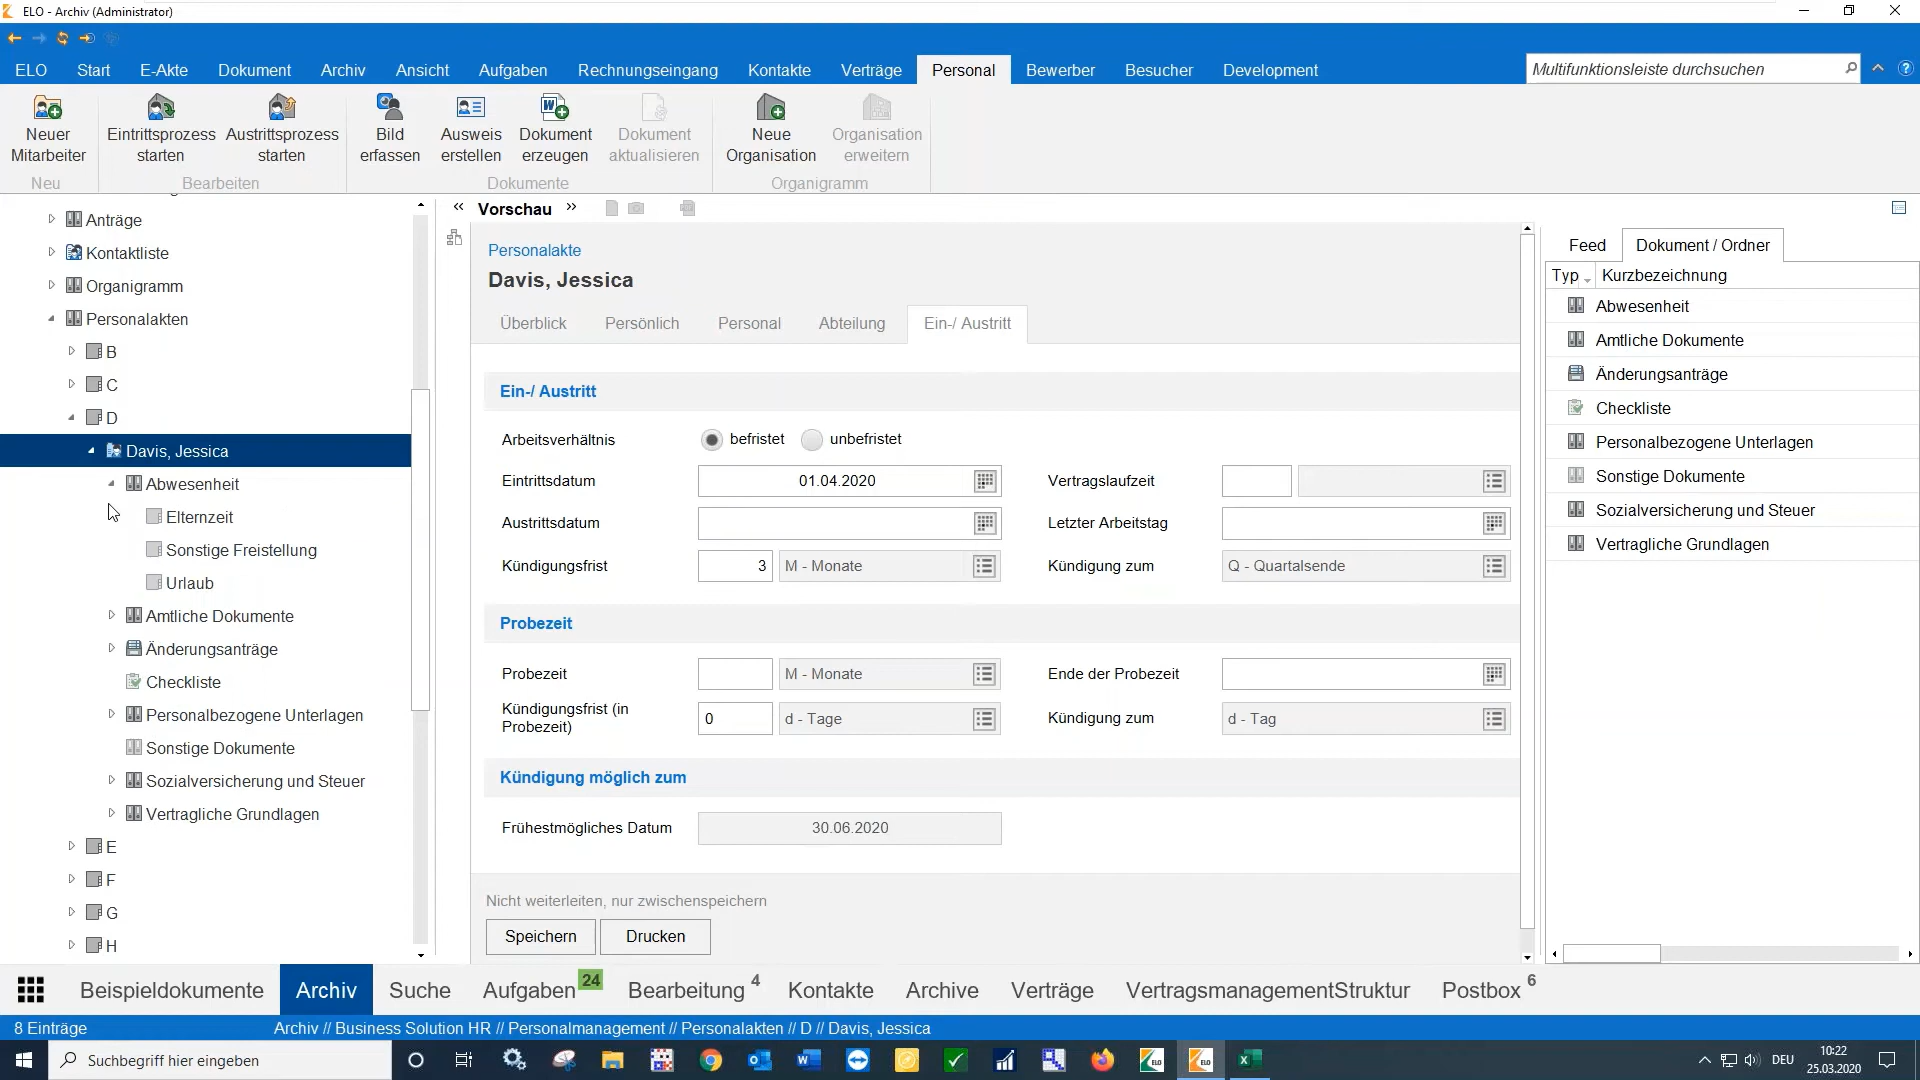 ELO - Archiv (Administrator)
ELO Start E-Akte Dokument Archiv Ansicht Aufgaben Rechnungseingang Kontakte Verträge Personal Bewerber Besucher Development
Multifunktionsleiste durchsuchen
Neuer Mitarbeiter
Eintrittsprozess starten
Austrittsprozess starten
Bild erfassen
Ausweis erstellen
Dokument erzeugen
Dokument aktualisieren
Neue Organisation
Organisation erweitern
Neu
Bearbeiten
Dokumente
Organigramm
Anträge
Kontaktliste
Organigramm
Personalakten
B
C
D
Davis, Jessica
Abwesenheit
Elternzeit
Sonstige Freistellung
Urlaub
Amtliche Dokumente
Änderungsanträge
Checkliste
Personalbezogene Unterlagen
Sonstige Dokumente
Sozialversicherung und Steuer
Vertragliche Grundlagen
E
F
G
H
Vorschau
Personalakte
Davis, Jessica
Überblick Persönlich Personal Abteilung Ein-/ Austritt
Ein-/ Austritt
Arbeitsverhältnis befristet unbefristet
Eintrittsdatum 01.04.2020 Vertragslaufzeit
Austrittsdatum Letzter Arbeitstag
Kündigungsfrist 3 M - Monate Kündigung zum Q - Quartalsende
Probezeit
Probezeit M - Monate Ende der Probezeit
Kündigungsfrist (in Probezeit) 0 d - Tage Kündigung zum d - Tag
Kündigung möglich zum
Frühestmögliches Datum 30.06.2020
Nicht weiterleiten, nur zwischenspeichern
Speichern Drucken
Feed Dokument / Ordner
Typ Kurzbezeichnung
Abwesenheit
Amtliche Dokumente
Änderungsanträge
Checkliste
Personalbezogene Unterlagen
Sonstige Dokumente
Sozialversicherung und Steuer
Vertragliche Grundlagen
Beispieldokumente Archiv Suche Aufgaben 24 Bearbeitung 4 Kontakte Archive Verträge VertragsmanagementStruktur Postbox 6
8 Einträge Archiv // Business Solution HR // Personalmanagement // Personalakten // D // Davis, Jessica
Suchbegriff hier eingeben
DEU
10:22
25.03.2020